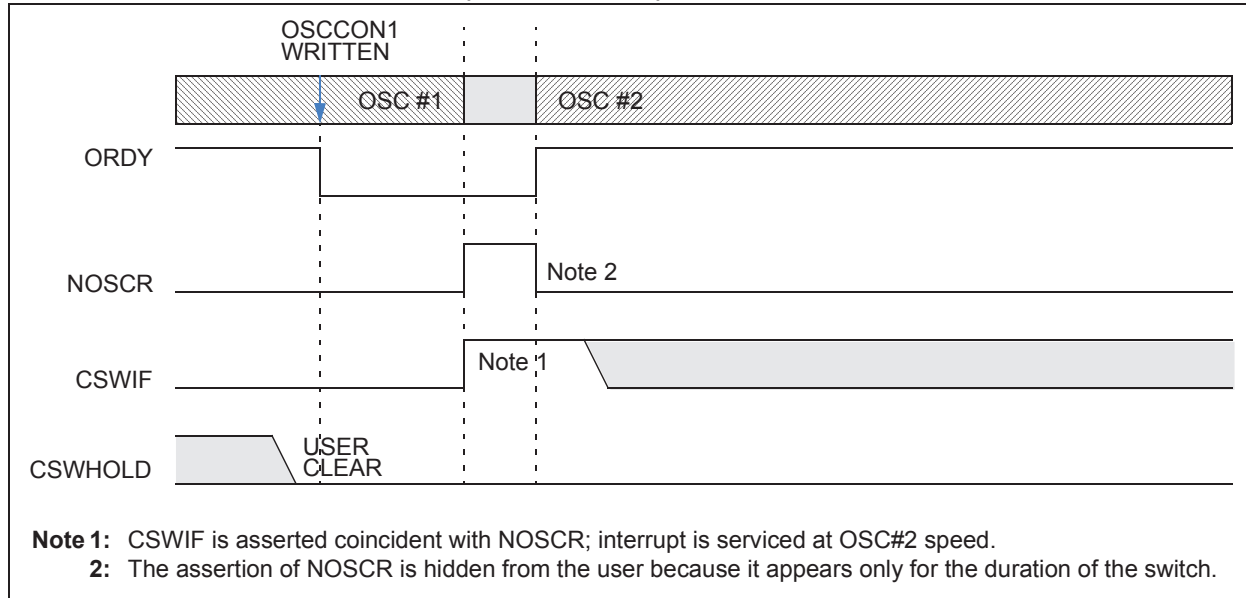 OSCCON1
WRITTEN
OSC #1
OSC #2
ORDY
NOSCR
Note 2
CSWIF
Note 1
CSWHOLD
USER
CLEAR
Note 1: CSWIF is asserted coincident with NOSCR; interrupt is serviced at OSC#2 speed.
2: The assertion of NOSCR is hidden from the user because it appears only for the duration of the switch.